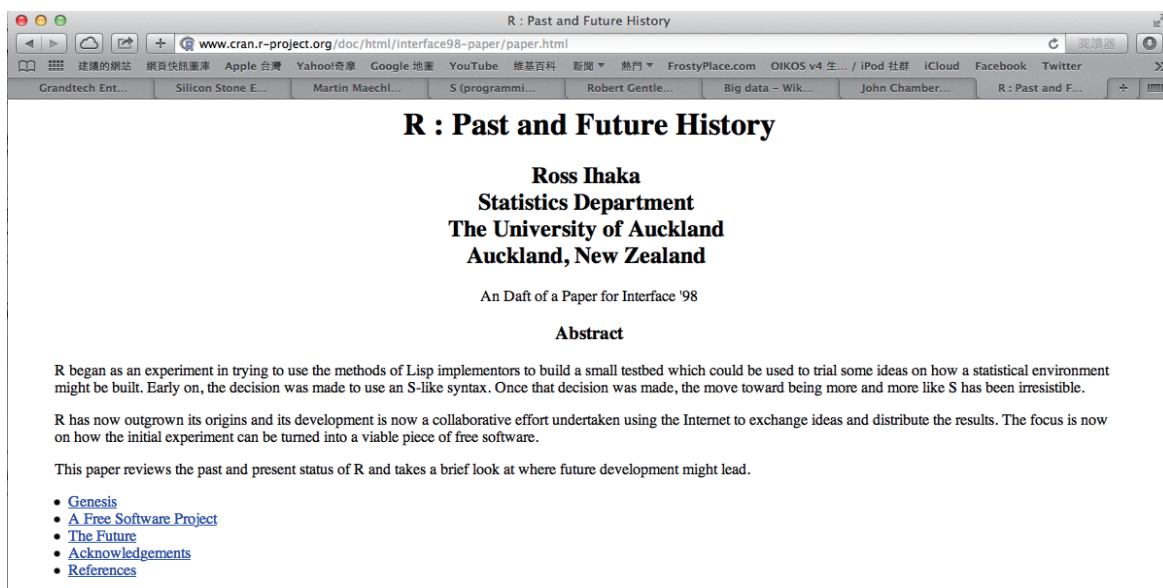 R : Past and Future History
www.cran.r-project.org/doc/html/interface98-paper/paper.html 閱讀器
建議的網站 網頁快訊圖庫 Apple 台灣 Yahoo!奇摩 Google 地圖 YouTube 維基百科 新聞 熱門 FrostyPlace.com OIKOS v4 生... / iPod 社群 iCloud Facebook Twitter
Grandtech Ent... Silicon Stone E... Martin Maechl... S (programmi... Robert Gentle... Big data – Wik... John Chamber... R : Past and F...
R : Past and Future History
Ross Ihaka
Statistics Department
The University of Auckland
Auckland, New Zealand
An Daft of a Paper for Interface '98
Abstract
R began as an experiment in trying to use the methods of Lisp implementors to build a small testbed which could be used to trial some ideas on how a statistical environment
might be built. Early on, the decision was made to use an S-like syntax. Once that decision was made, the move toward being more and more like S has been irresistible.
R has now outgrown its origins and its development is now a collaborative effort undertaken using the Internet to exchange ideas and distribute the results. The focus is now
on how the initial experiment can be turned into a viable piece of free software.
This paper reviews the past and present status of R and takes a brief look at where future development might lead.
• Genesis
• A Free Software Project
• The Future
• Acknowledgements
• References